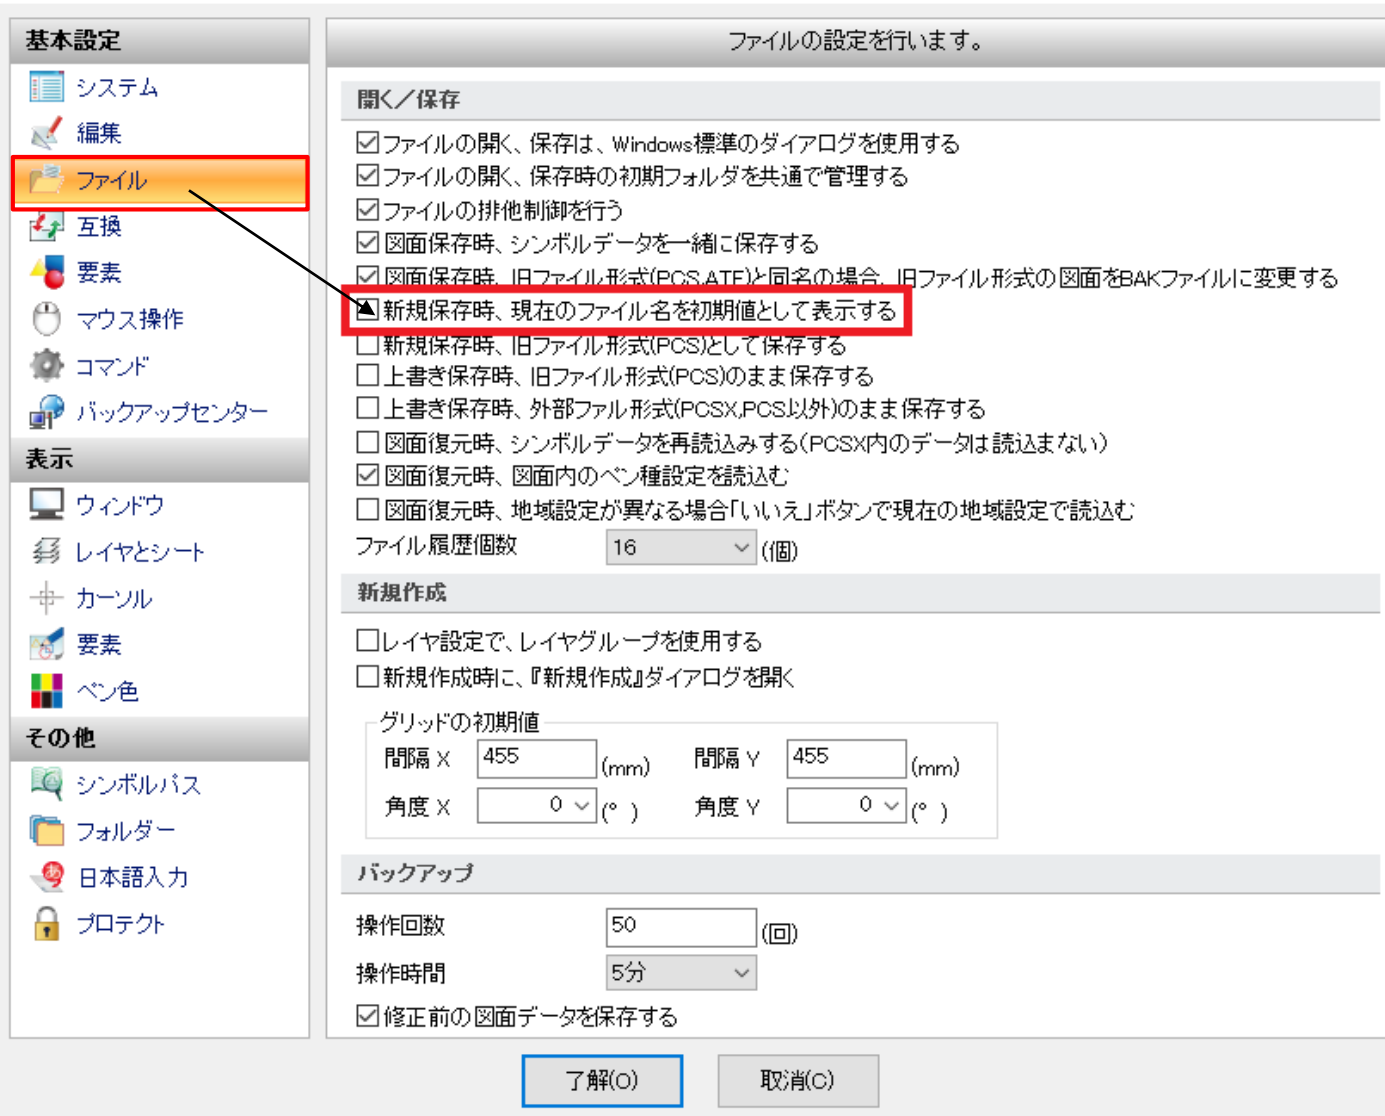 基本設定
システム
編集
ファイル
互換
要素
マウス操作
コマンド
バックアップセンター
表示
ウィンドウ
レイヤとシート
カーソル
要素
ペン色
その他
シンボルパス
フォルダー
日本語入力
プロテクト
ファイルの設定を行います。
開く／保存
ファイルの開く、保存は、Windows標準のダイアログを使用する
ファイルの開く、保存時の初期フォルダを共通で管理する
ファイルの排他制御を行う
図面保存時、シンボルデータを一緒に保存する
図面保存時、旧ファイル形式(PCS,ATF)と同名の場合、旧ファイル形式の図面をBAKファイルに変更する
新規保存時、現在のファイル名を初期値として表示する
新規保存時、旧ファイル形式(PCS)として保存する
上書き保存時、旧ファイル形式(PCS)のまま保存する
上書き保存時、外部ファル形式(PCSX,PCS以外)のまま保存する
図面復元時、シンボルデータを再読込みする(PCSX内のデータは読込まない)
図面復元時、図面内のペン種設定を読込む
図面復元時、地域設定が異なる場合「いいえ」ボタンで現在の地域設定で読込む
ファイル履歴個数 16 (個)
新規作成
レイヤ設定で、レイヤグループを使用する
新規作成時に、『新規作成』ダイアログを開く
グリッドの初期値
間隔 X 455 (mm) 間隔 Y 455 (mm)
角度 X 0 (° ) 角度 Y 0 (° )
バックアップ
操作回数 50 (回)
操作時間 5分
修正前の図面データを保存する
了解(O) 取消(C)